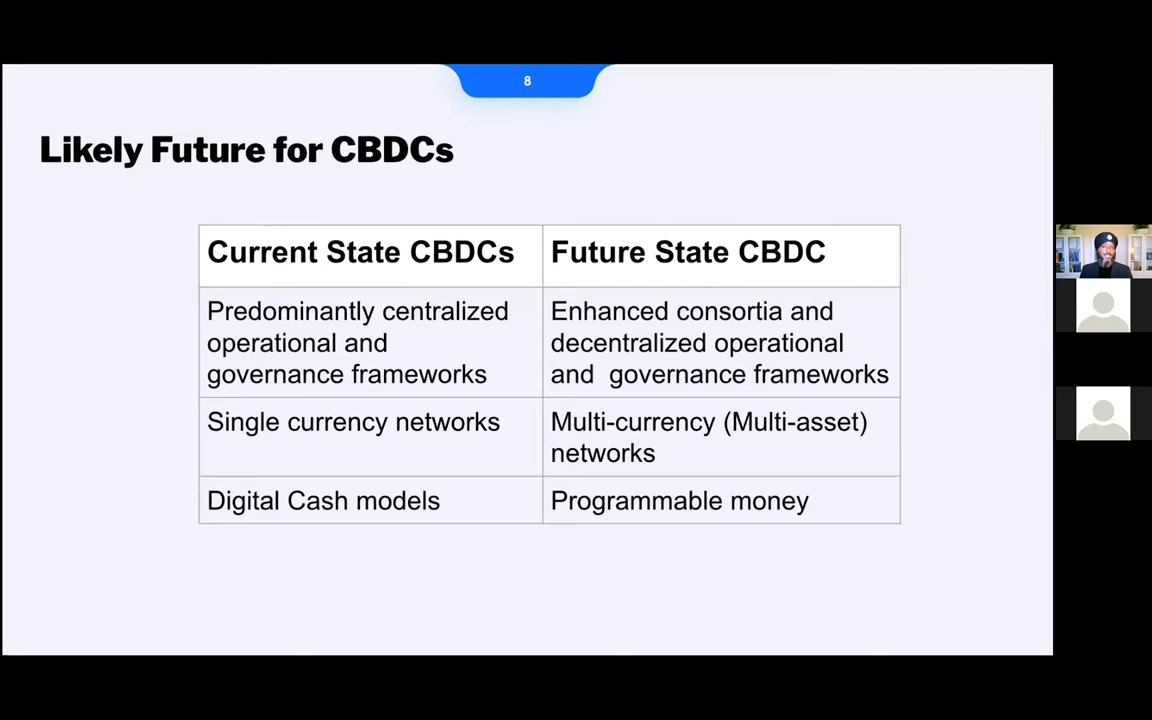 8
Likely Future for CBDCs
Current State CBDCs
Future State CBDC
Predominantly centralized
operational and
governance frameworks
Enhanced consortia and
decentralized operational
and  governance frameworks
Single currency networks
Multi-currency (Multi-asset)
networks
Digital Cash models
Programmable money